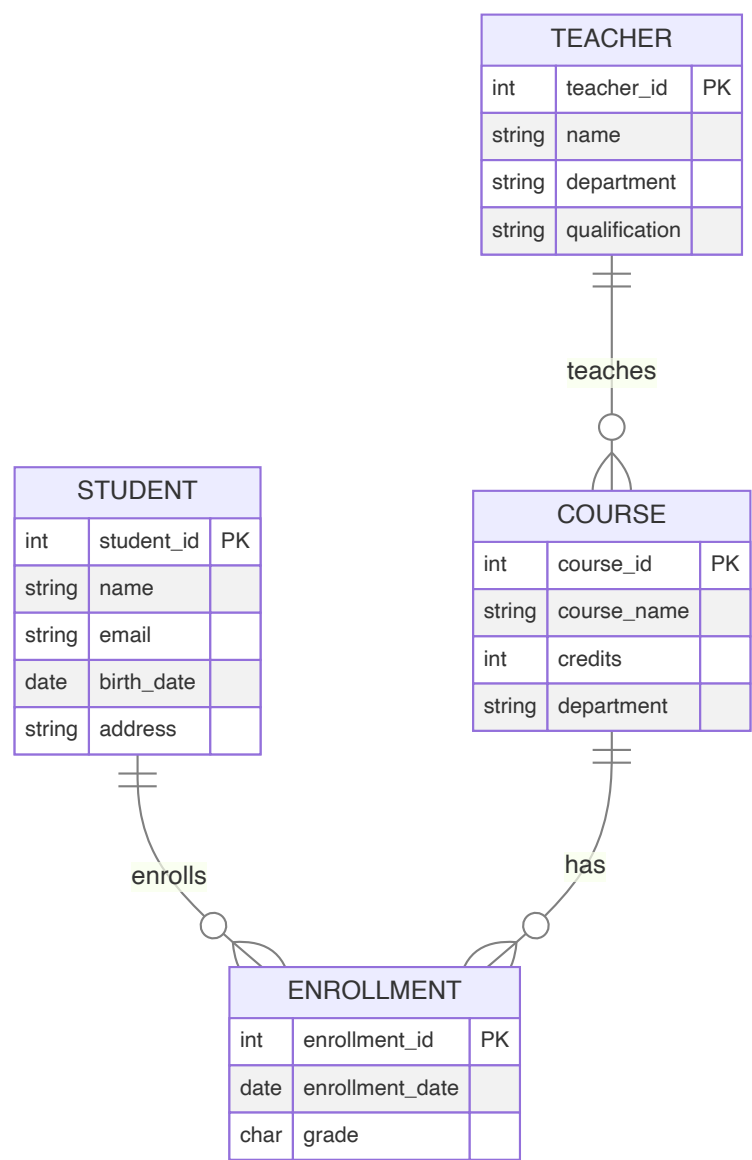 TEACHER
int teacher_id PK
string name
string department
string qualification
teaches
STUDENT
int student_id PK
string name
string email
date birth_date
string address
COURSE
int course_id PK
string course_name
int credits
string department
enrolls
has
ENROLLMENT
int enrollment_id PK
date enrollment_date
char grade